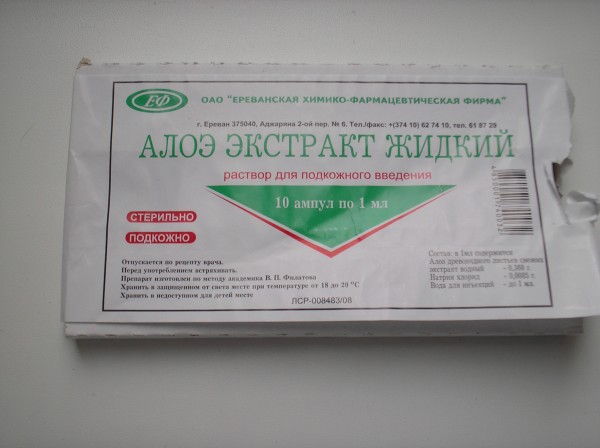 ЕФ
ОАО "ЕРЕВАНСКАЯ ХИМИКО-ФАРМАЦЕВТИЧЕСКАЯ ФИРМА"
г. Ереван 375040, Аджаряна 2-ой пер. № 6. Тел./факс: +(374 10) 62 74 10, тел. 61 87 29
АЛОЭ ЭКСТРАКТ ЖИДКИЙ
раствор для подкожного введения
10 ампул по 1 мл
СТЕРИЛЬНО
ПОДКОЖНО
Отпускается по рецепту врача.
Перед употреблением встряхивать.
Препарат изготовлен по методу академика В. П. Филатова
Хранить в защищенном от света месте при температуре от 18 до 20 °С
Хранить в недоступном для детей месте
ЛСР-008483/08
Состав. в 1мл содержится
Алоэ древовидного листьев свежих
экстракт водный
Натрия хлорид
Вода для инъекций - до 1 мл.